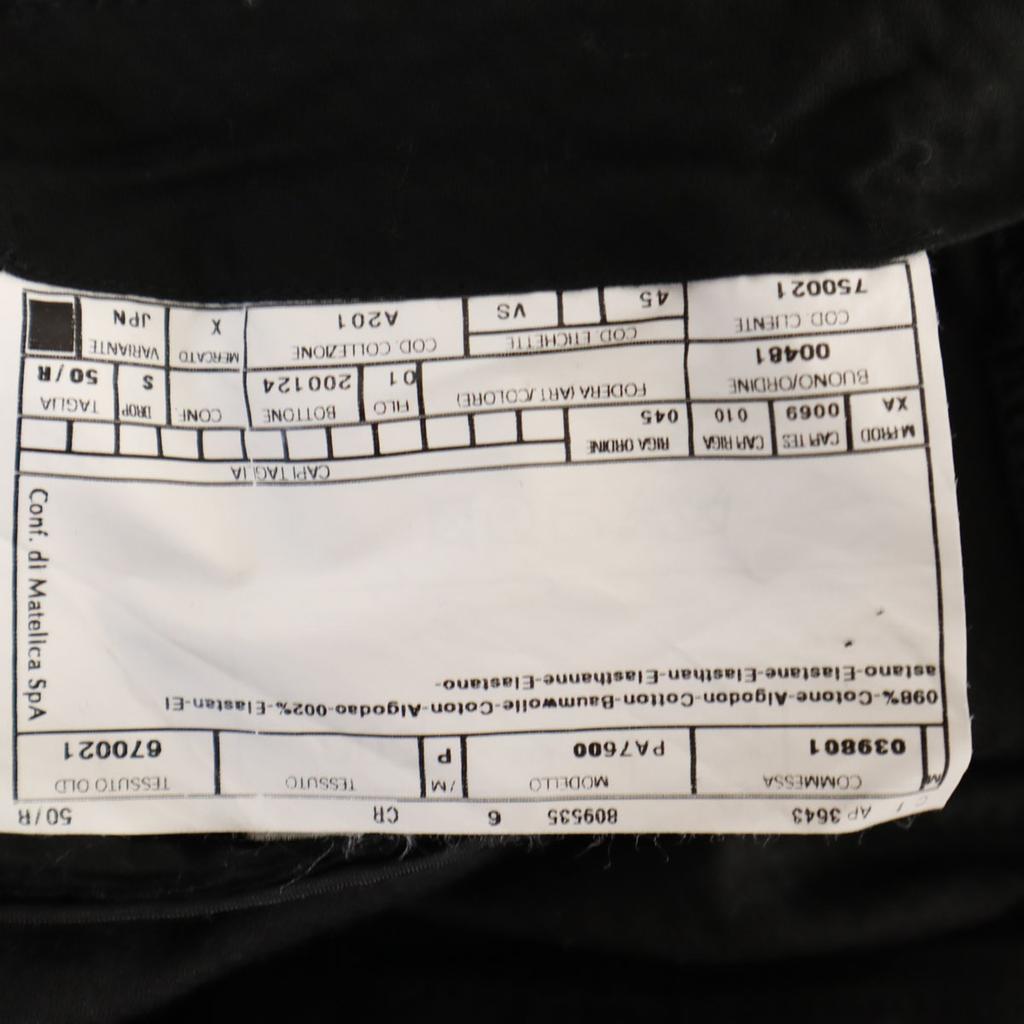 AP 3643 809535 6 CR 50/R
COMMESSA MODELLO /M/ TESSUTO TESSUTO OLD
039801 PA7600 P 670021
098%-Cotone-Algodon-Cotton-Baumwolle-Coton-Algodao-002%-Elastan-El
astano-Elastane-Elasthan-Elasthanne-Elastano-
Conf. di Matelica SpA
CAPI TAGLIA
M PROD CAPI TES CAPI RIGA RIGA ORDINE
XA 0069 010 045
BUONO/ORDINE FODERA (ART./COLORE) FILO BOTTONE CONF. DROP TAGLIA
00481 01 200124 S 50/R
COD. CLIENTE COD. ETICHETTE COD. COLLEZIONE MERCATO VARIANTE
750021 45 VS A201 X JPN